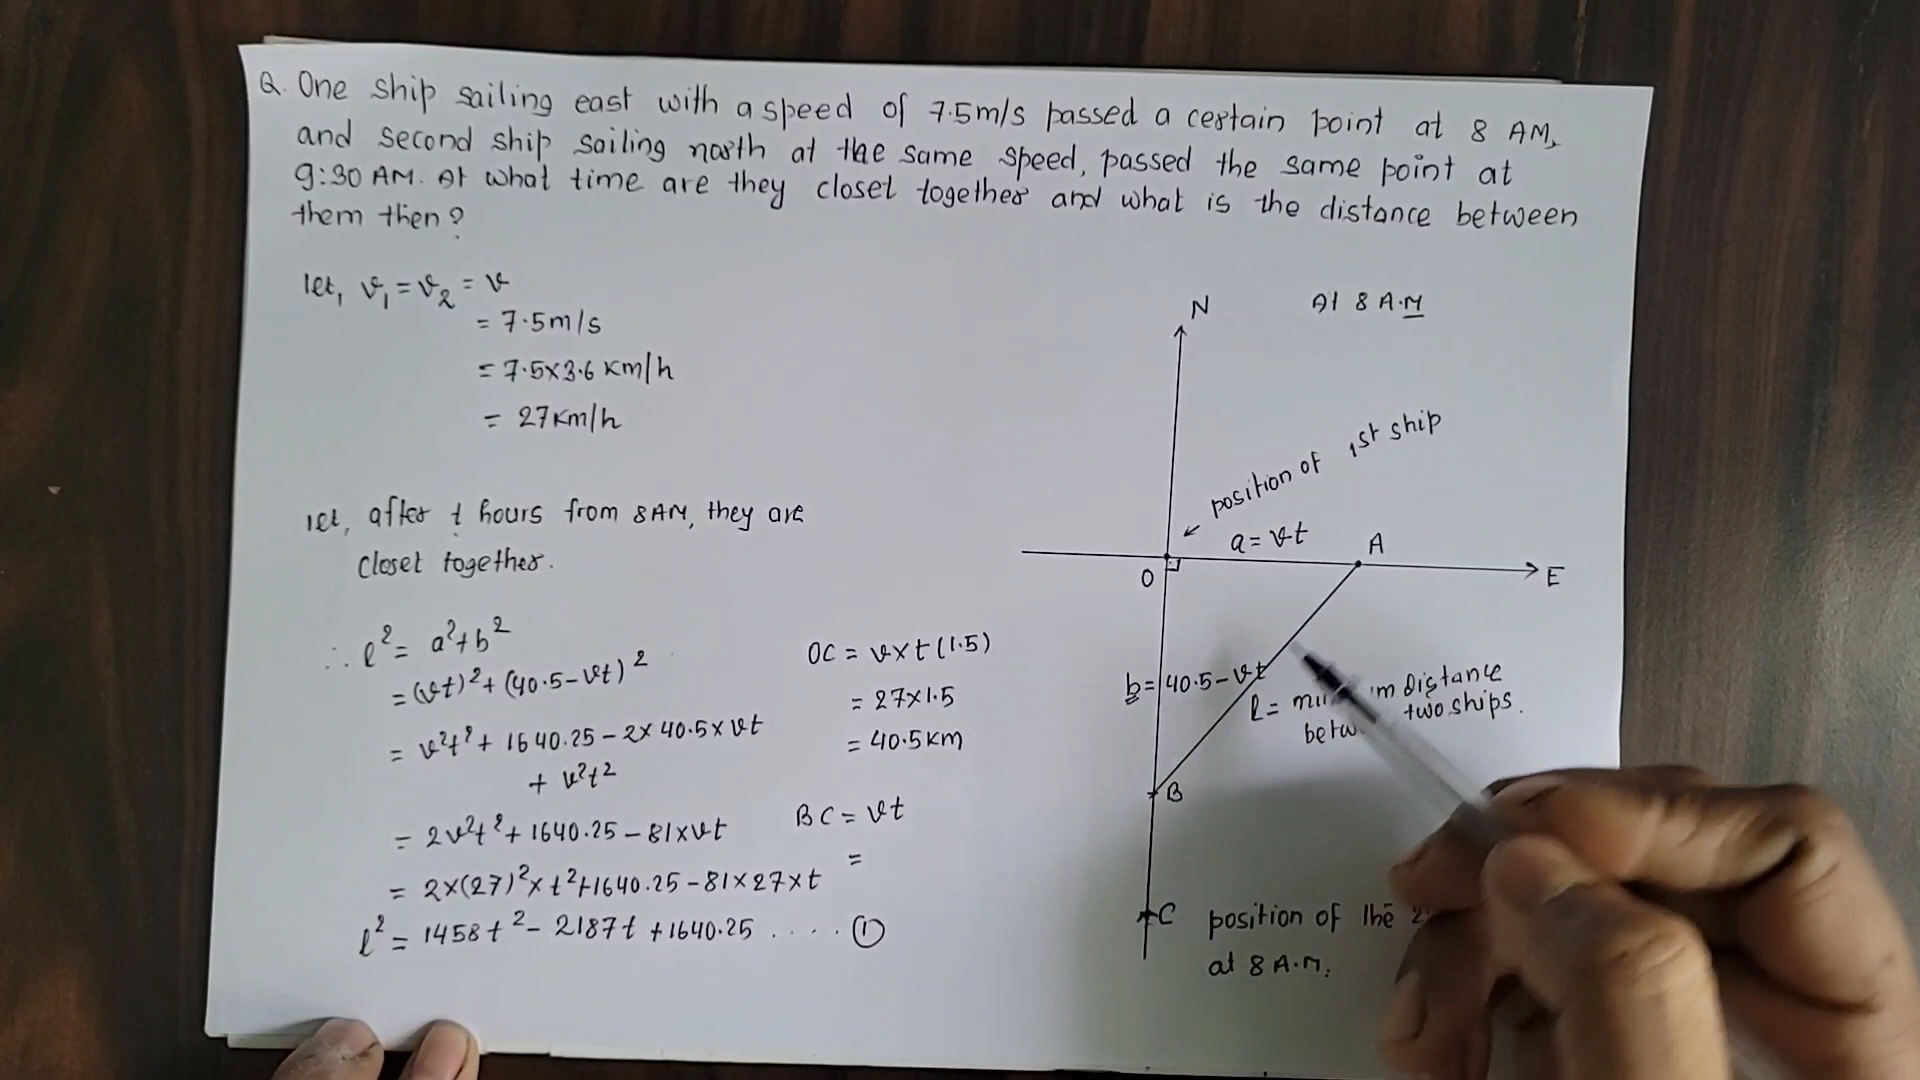 Q. One ship sailing east with a speed of 7.5m/s passed a certain point at 8 AM,
and second ship sailing north at the same speed, passed the same point at
9:30 AM. At what time are they closet together and what is the distance between
them then?
let, v₁ = v₂ = v
= 7.5m/s
= 7.5×3.6 km/h
= 27km/h
let, after t hours from 8AM, they are
closet together.
∴ l² = a²+b²
= (vt)²+(40.5-vt)²
= v²t²+ 1640.25-2×40.5×vt
+ v²t²
= 2v²t²+1640.25-81×vt
= 2×(27)²×t²+1640.25-81×27×t
l² = 1458t²-2187t+1640.25 .... ①
OC = v×t(1.5)
= 27×1.5
= 40.5km
BC = vt
=
N
At 8 A.M
position of 1st ship
a=vt
A
O
E
b=40.5-vt
l= distance
two ships.
B
C
position of the
at 8 A.M.